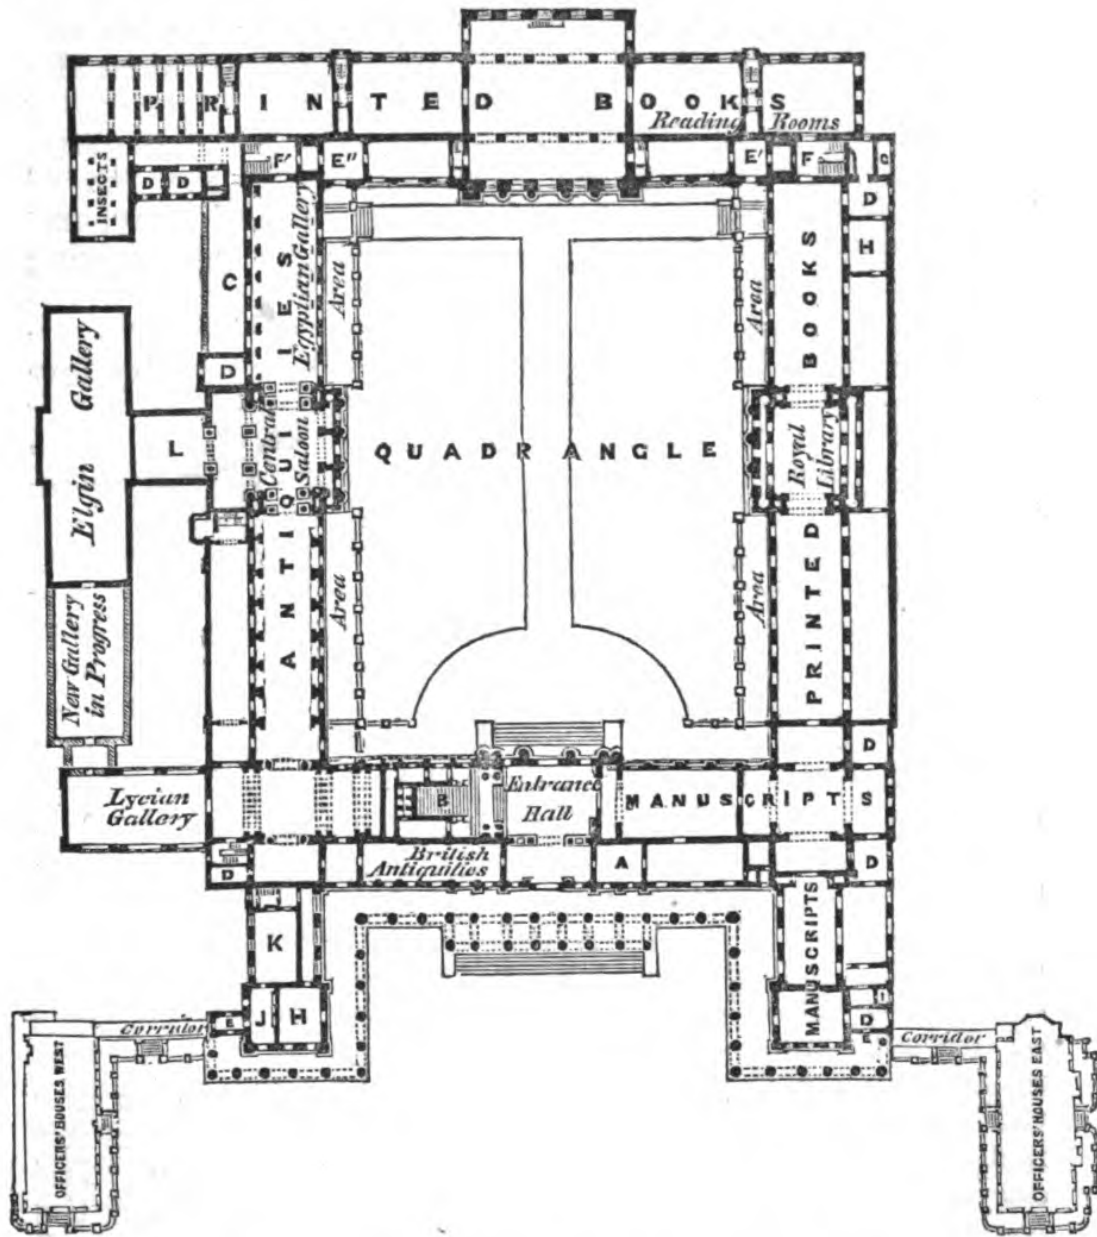 PRINTED BOOKS
Reading Rooms
INSECTS
D D
F' E"
E' F
C
D
H
C
ANTIQUITIES
Egyptian Gallery
Area
Area
BOOKS
D
Elgin Gallery
L
Central
Saloon
QUADRANGLE
Royal
Library
PRINTED
Area
Area
New Gallery
in Progress
D
Lycian
Gallery
B
Entrance
Hall
MANUSCRIPTS
D
British
Antiquities
A
D
K
MANUSCRIPTS
E
J
H
I
D
E
Corridor
Corridor
OFFICERS' HOUSES WEST
OFFICERS' HOUSES EAST